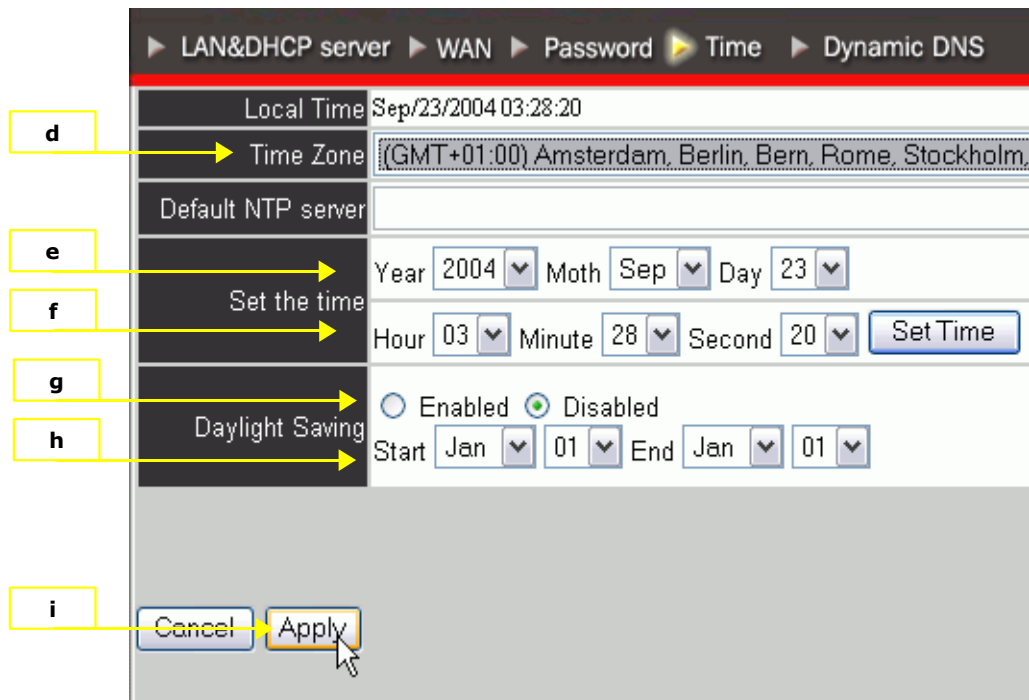 LAN&DHCP server WAN Password Time Dynamic DNS
Local Time Sep/23/2004 03:28:20
d
Time Zone (GMT+01:00) Amsterdam, Berlin, Bern, Rome, Stockholm,
Default NTP server
e
Year 2004 Moth Sep Day 23
Set the time
f
Hour 03 Minute 28 Second 20 Set Time
g
Enabled Disabled
Daylight Saving
h
Start Jan 01 End Jan 01
i
Cancel Apply